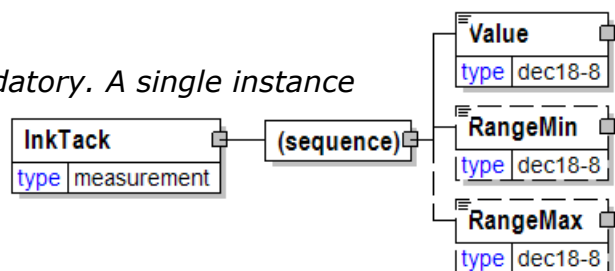 datory. A single instance
InkTack
type measurement
(sequence)
Value
type dec18-8
RangeMin
type dec18-8
RangeMax
type dec18-8